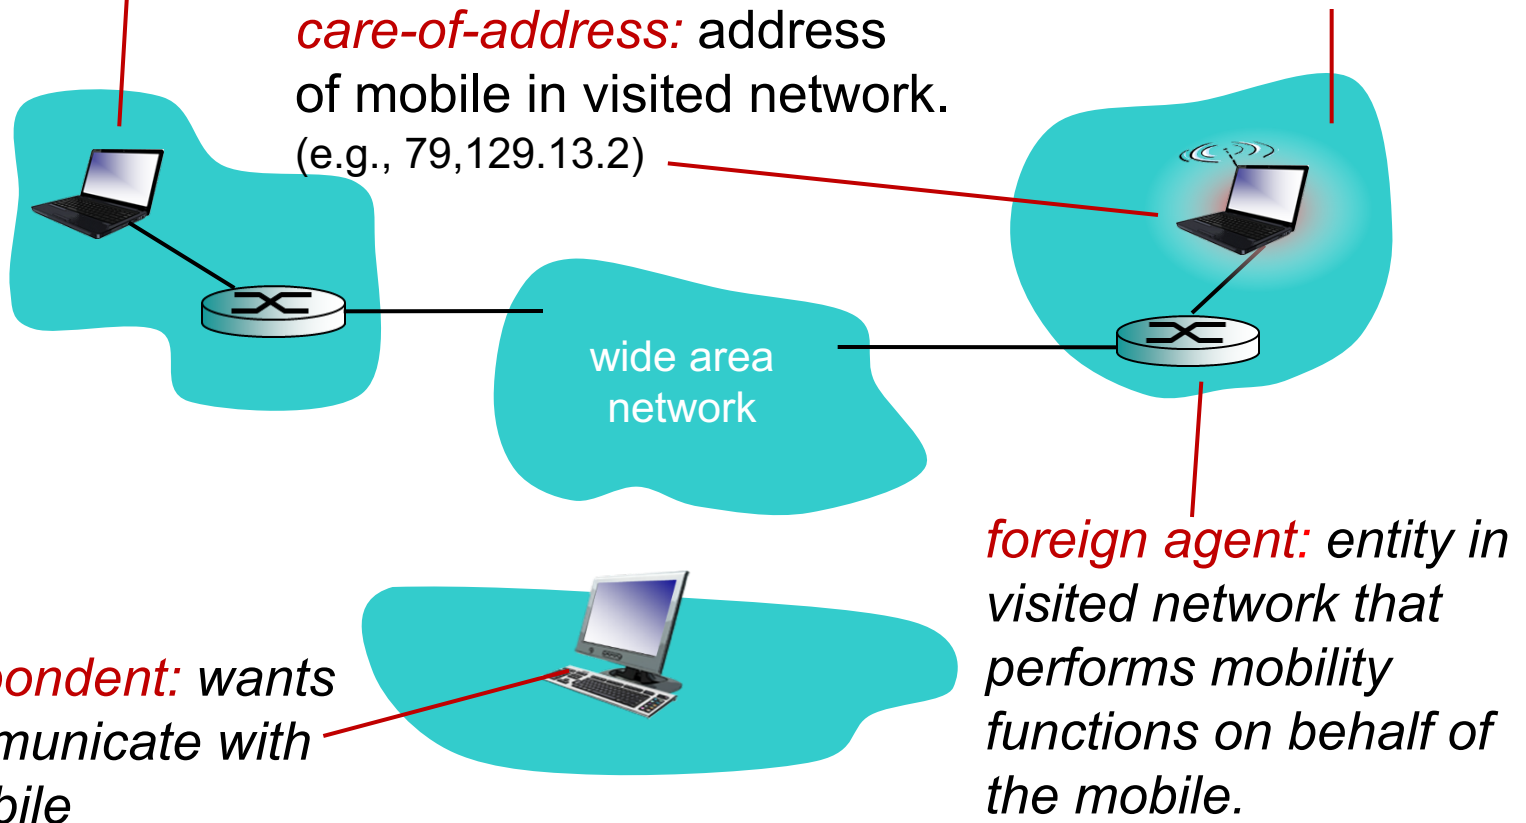 care-of-address: address
of mobile in visited network.
(e.g., 79,129.13.2)
wide area
network
foreign agent: entity in
visited network that
performs mobility
functions on behalf of
the mobile.
pondent: wants
municate with
bile